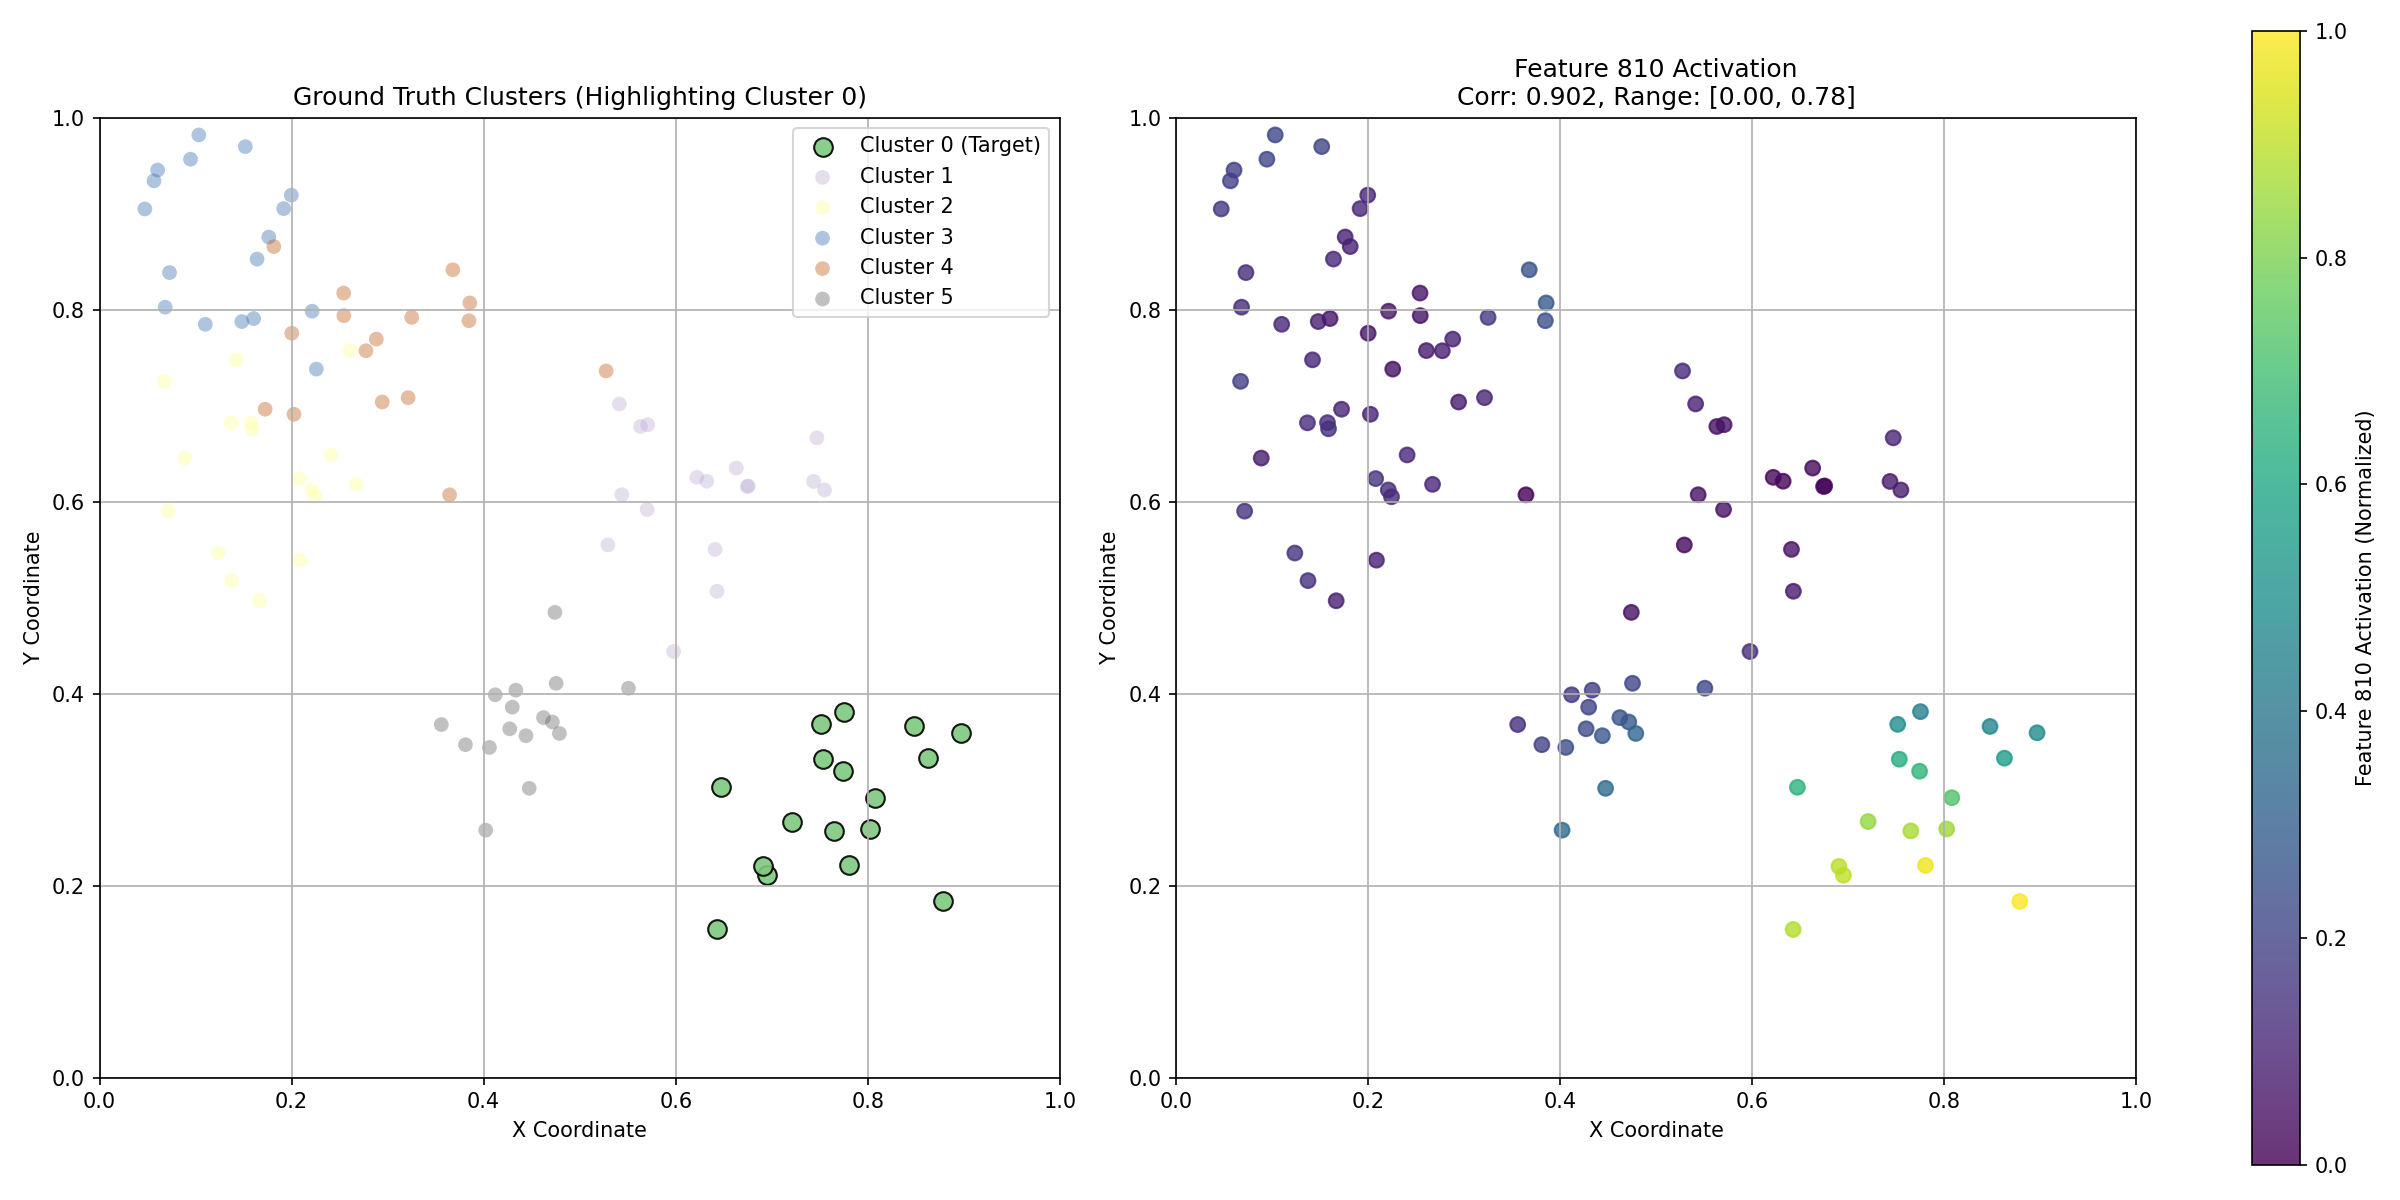 Ground Truth Clusters (Highlighting Cluster 0)
1.0
0.8
0.6
0.4
0.2
0.0
Y Coordinate
0.0 0.2 0.4 0.6 0.8 1.0
X Coordinate
Cluster 0 (Target)
Cluster 1
Cluster 2
Cluster 3
Cluster 4
Cluster 5
Feature 810 Activation
Corr: 0.902, Range: [0.00, 0.78]
1.0
0.8
0.6
0.4
0.2
0.0
Y Coordinate
0.0 0.2 0.4 0.6 0.8 1.0
X Coordinate
1.0
0.8
0.6
0.4
0.2
0.0
Feature 810 Activation (Normalized)